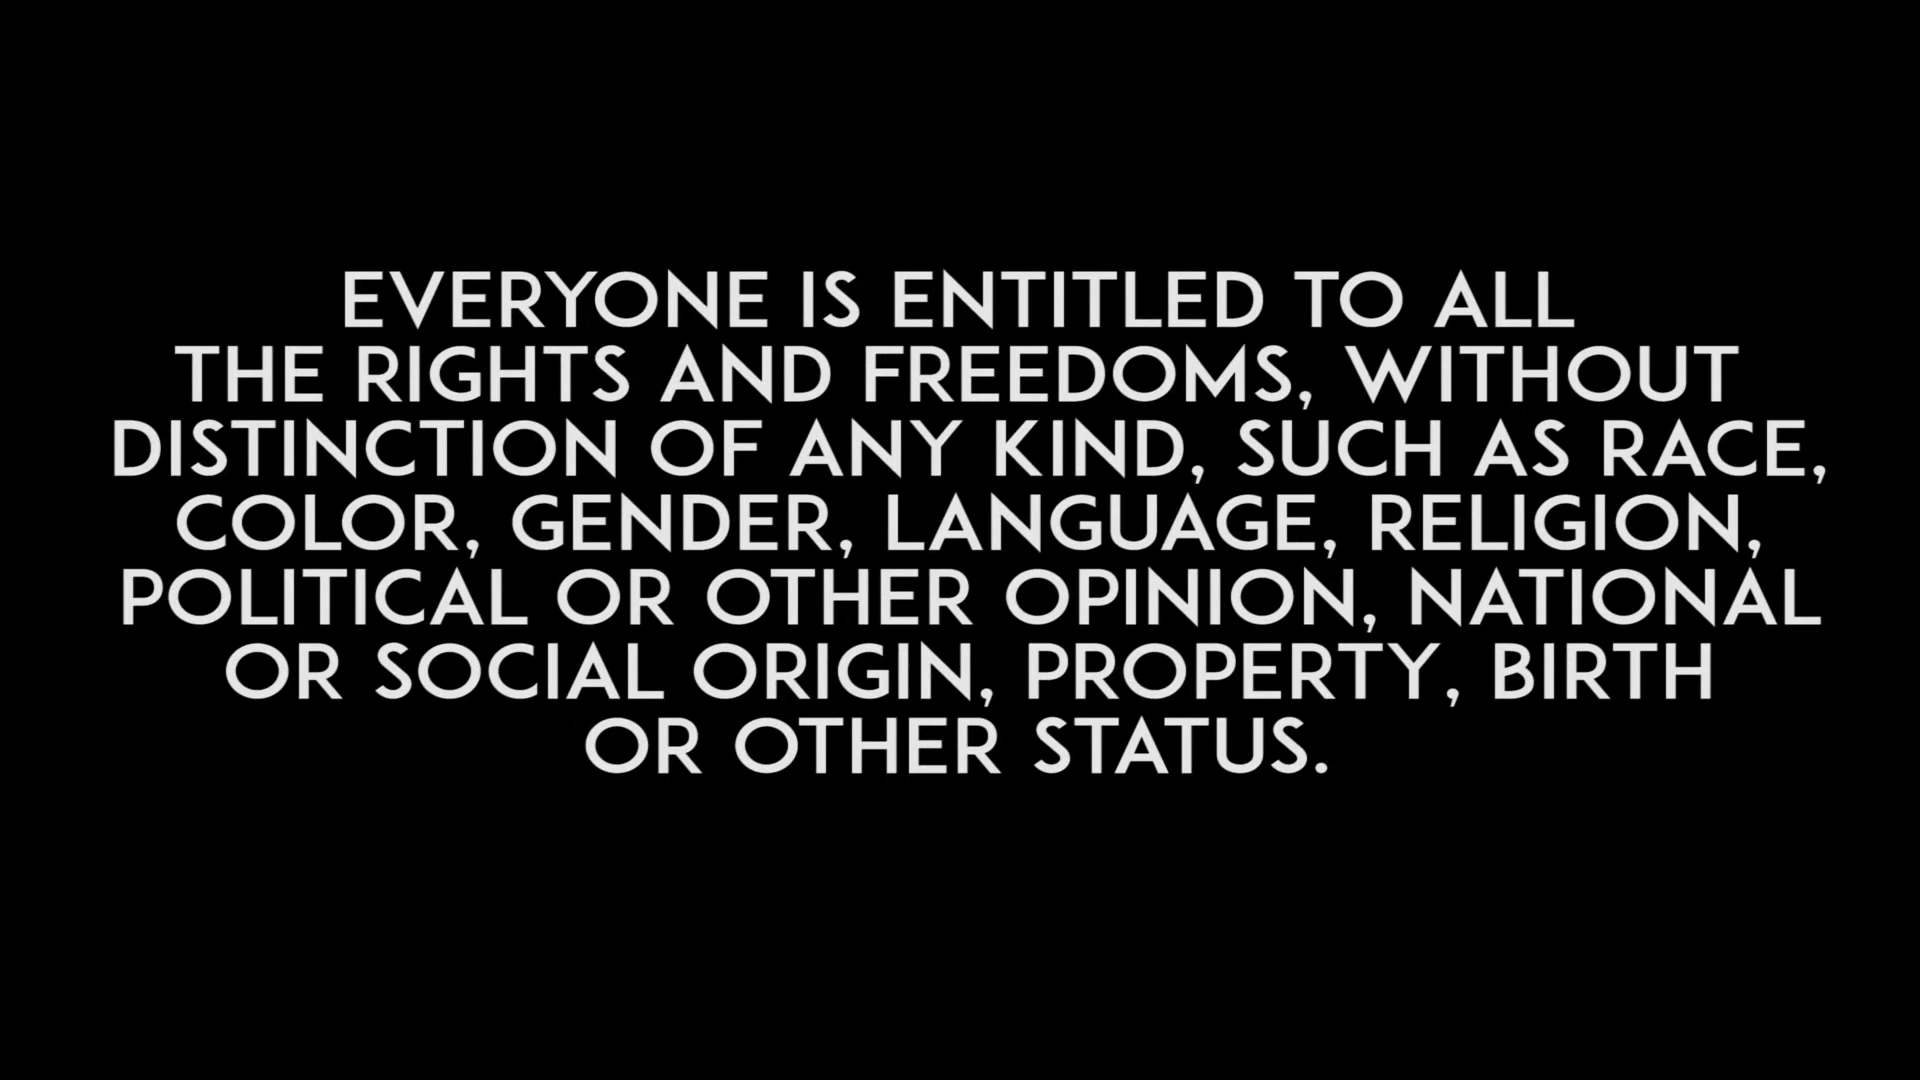 EVERYONE IS ENTITLED TO ALL
THE RIGHTS AND FREEDOMS, WITHOUT
DISTINCTION OF ANY KIND, SUCH AS RACE,
COLOR, GENDER, LANGUAGE, RELIGION,
POLITICAL OR OTHER OPINION, NATIONAL
OR SOCIAL ORIGIN, PROPERTY, BIRTH
OR OTHER STATUS.